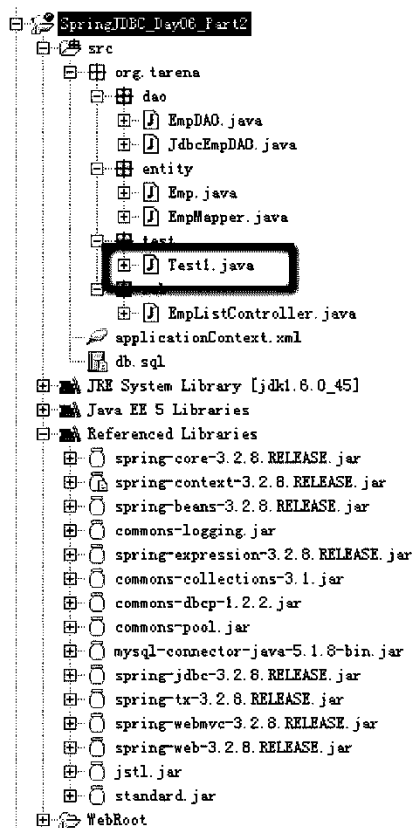 SpringJDBC_Day06_Part2
src
org.tarena
dao
EmpDAO.java
JdbcEmpDAO.java
entity
Emp.java
EmpMapper.java
test
Test1.java
EmpListController.java
applicationContext.xml
db.sql
JRE System Library [jdk1.6.0_45]
Java EE 5 Libraries
Referenced Libraries
spring-core-3.2.8.RELEASE.jar
spring-context-3.2.8.RELEASE.jar
spring-beans-3.2.8.RELEASE.jar
commons-logging.jar
spring-expression-3.2.8.RELEASE.jar
commons-collections-3.1.jar
commons-dbcp-1.2.2.jar
commons-pool.jar
mysql-connector-java-5.1.8-bin.jar
spring-jdbc-3.2.8.RELEASE.jar
spring-tx-3.2.8.RELEASE.jar
spring-webmvc-3.2.8.RELEASE.jar
spring-web-3.2.8.RELEASE.jar
jstl.jar
standard.jar
WebRoot